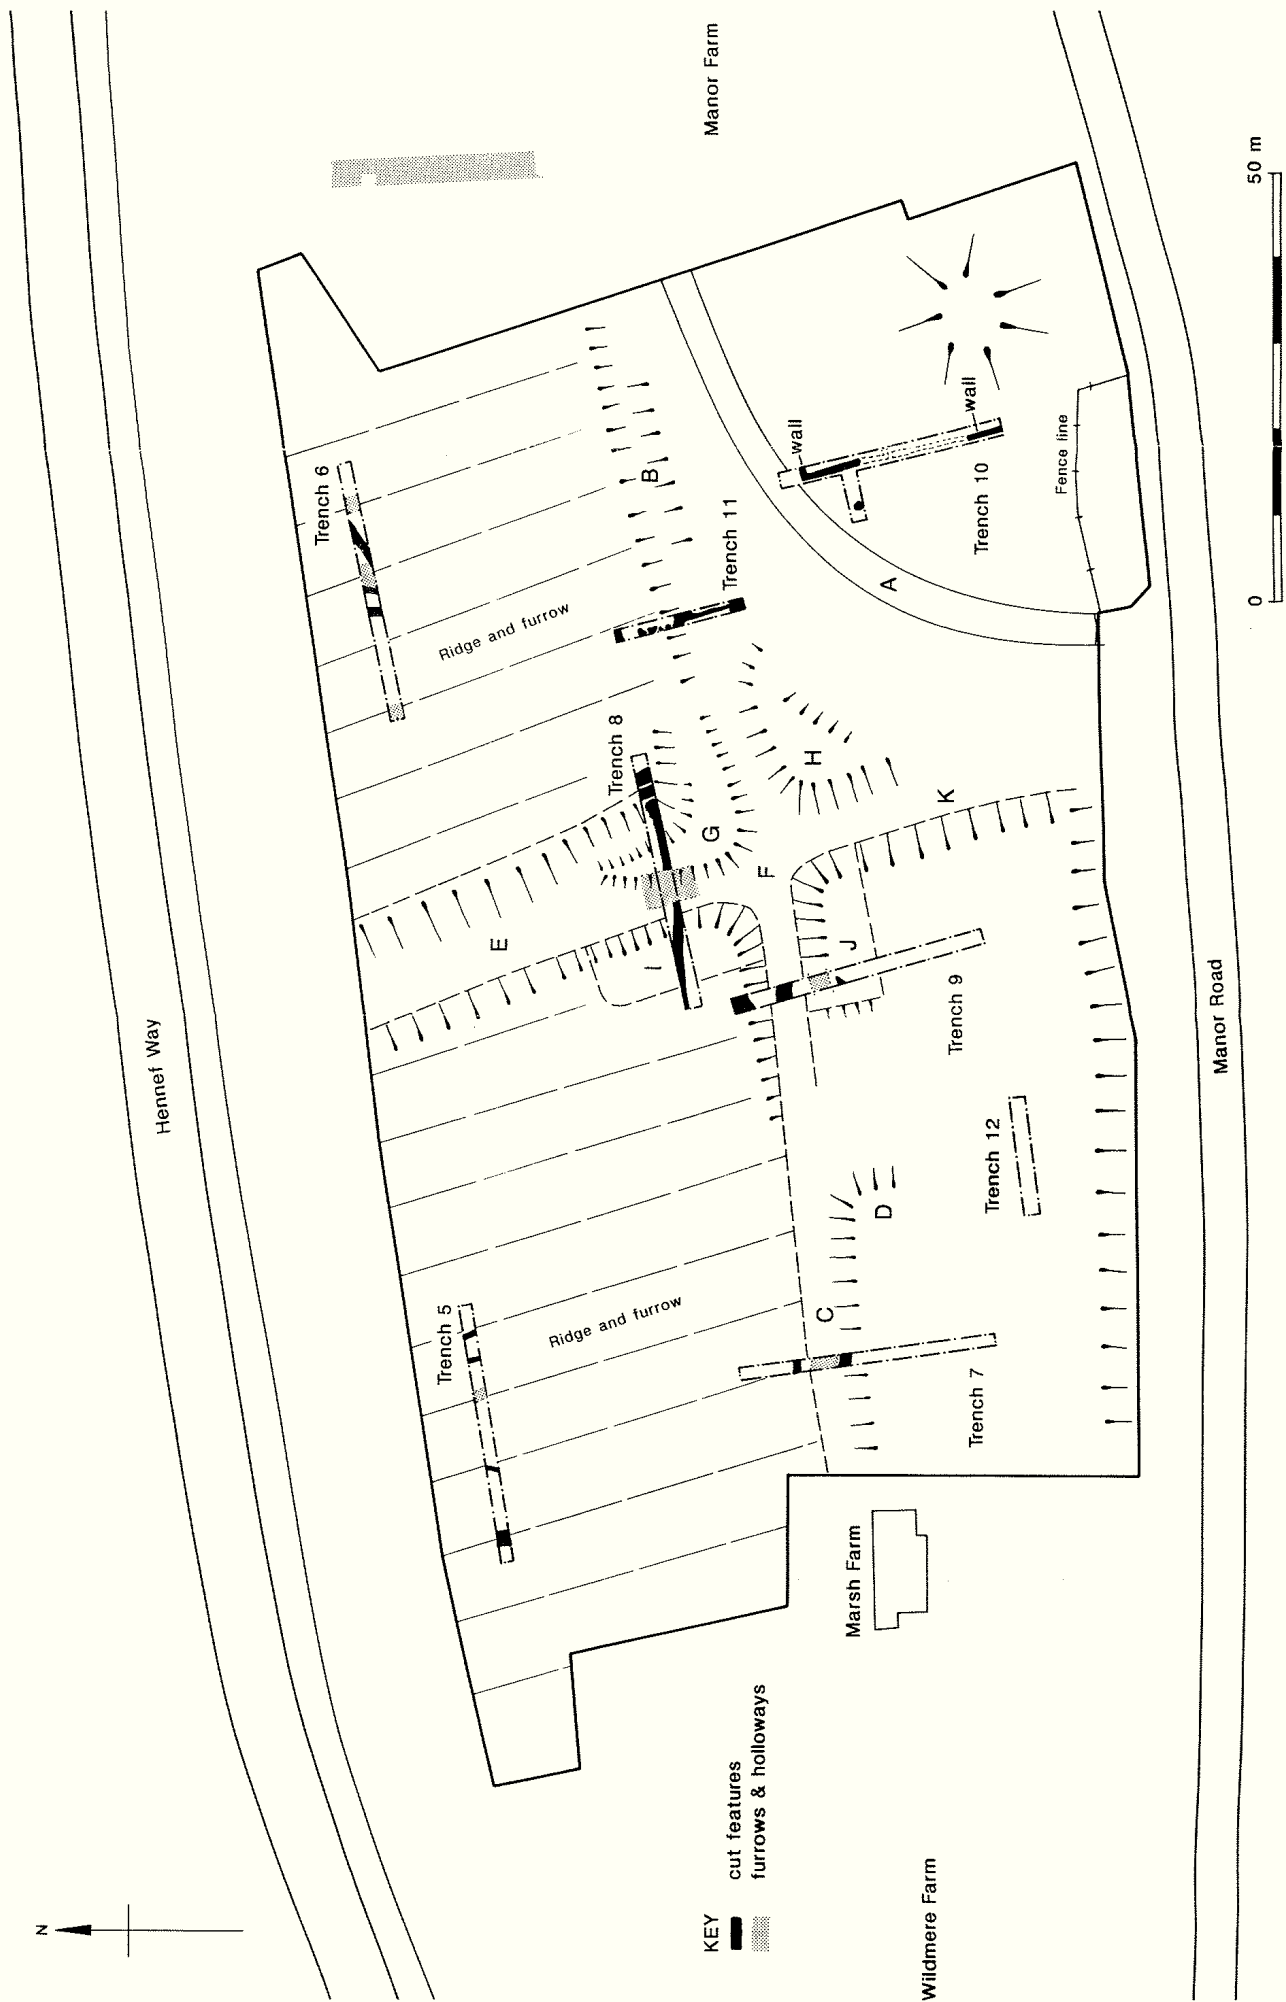 Hennef Way
Manor Farm
Trench 6
Ridge and furrow
Trench 5
Ridge and furrow
Trench 8
Trench 11
wall
wall
Trench 10
Fence line
Trench 9
Trench 12
Trench 7
A
B
C
D
E
F
G
H
I
J
K
Marsh Farm
Wildmere Farm
Manor Road
N
KEY
cut features
furrows & holloways
0
50 m